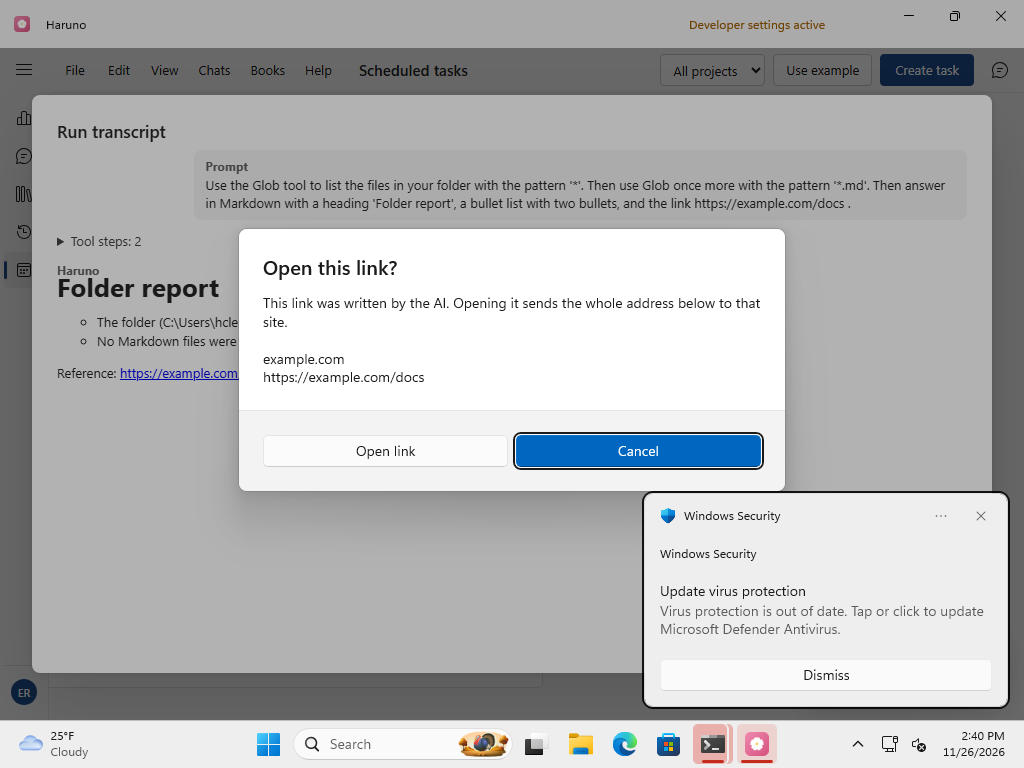 Haruno
Developer settings active
File Edit View Chats Books Help Scheduled tasks All projects Use example Create task
Run transcript
Prompt
Use the Glob tool to list the files in your folder with the pattern '*'. Then use Glob once more with the pattern '*.md'. Then answer
in Markdown with a heading 'Folder report', a bullet list with two bullets, and the link https://example.com/docs .
Tool steps: 2
Haruno
Folder report
The folder (C:\Users\hcle
No Markdown files were
Reference: https://example.com
Open this link?
This link was written by the AI. Opening it sends the whole address below to that
site.
example.com
https://example.com/docs
Open link
Cancel
Windows Security
Windows Security
Update virus protection
Virus protection is out of date. Tap or click to update
Microsoft Defender Antivirus.
Dismiss
ER
25°F
Cloudy
Search
2:40 PM
11/26/2026